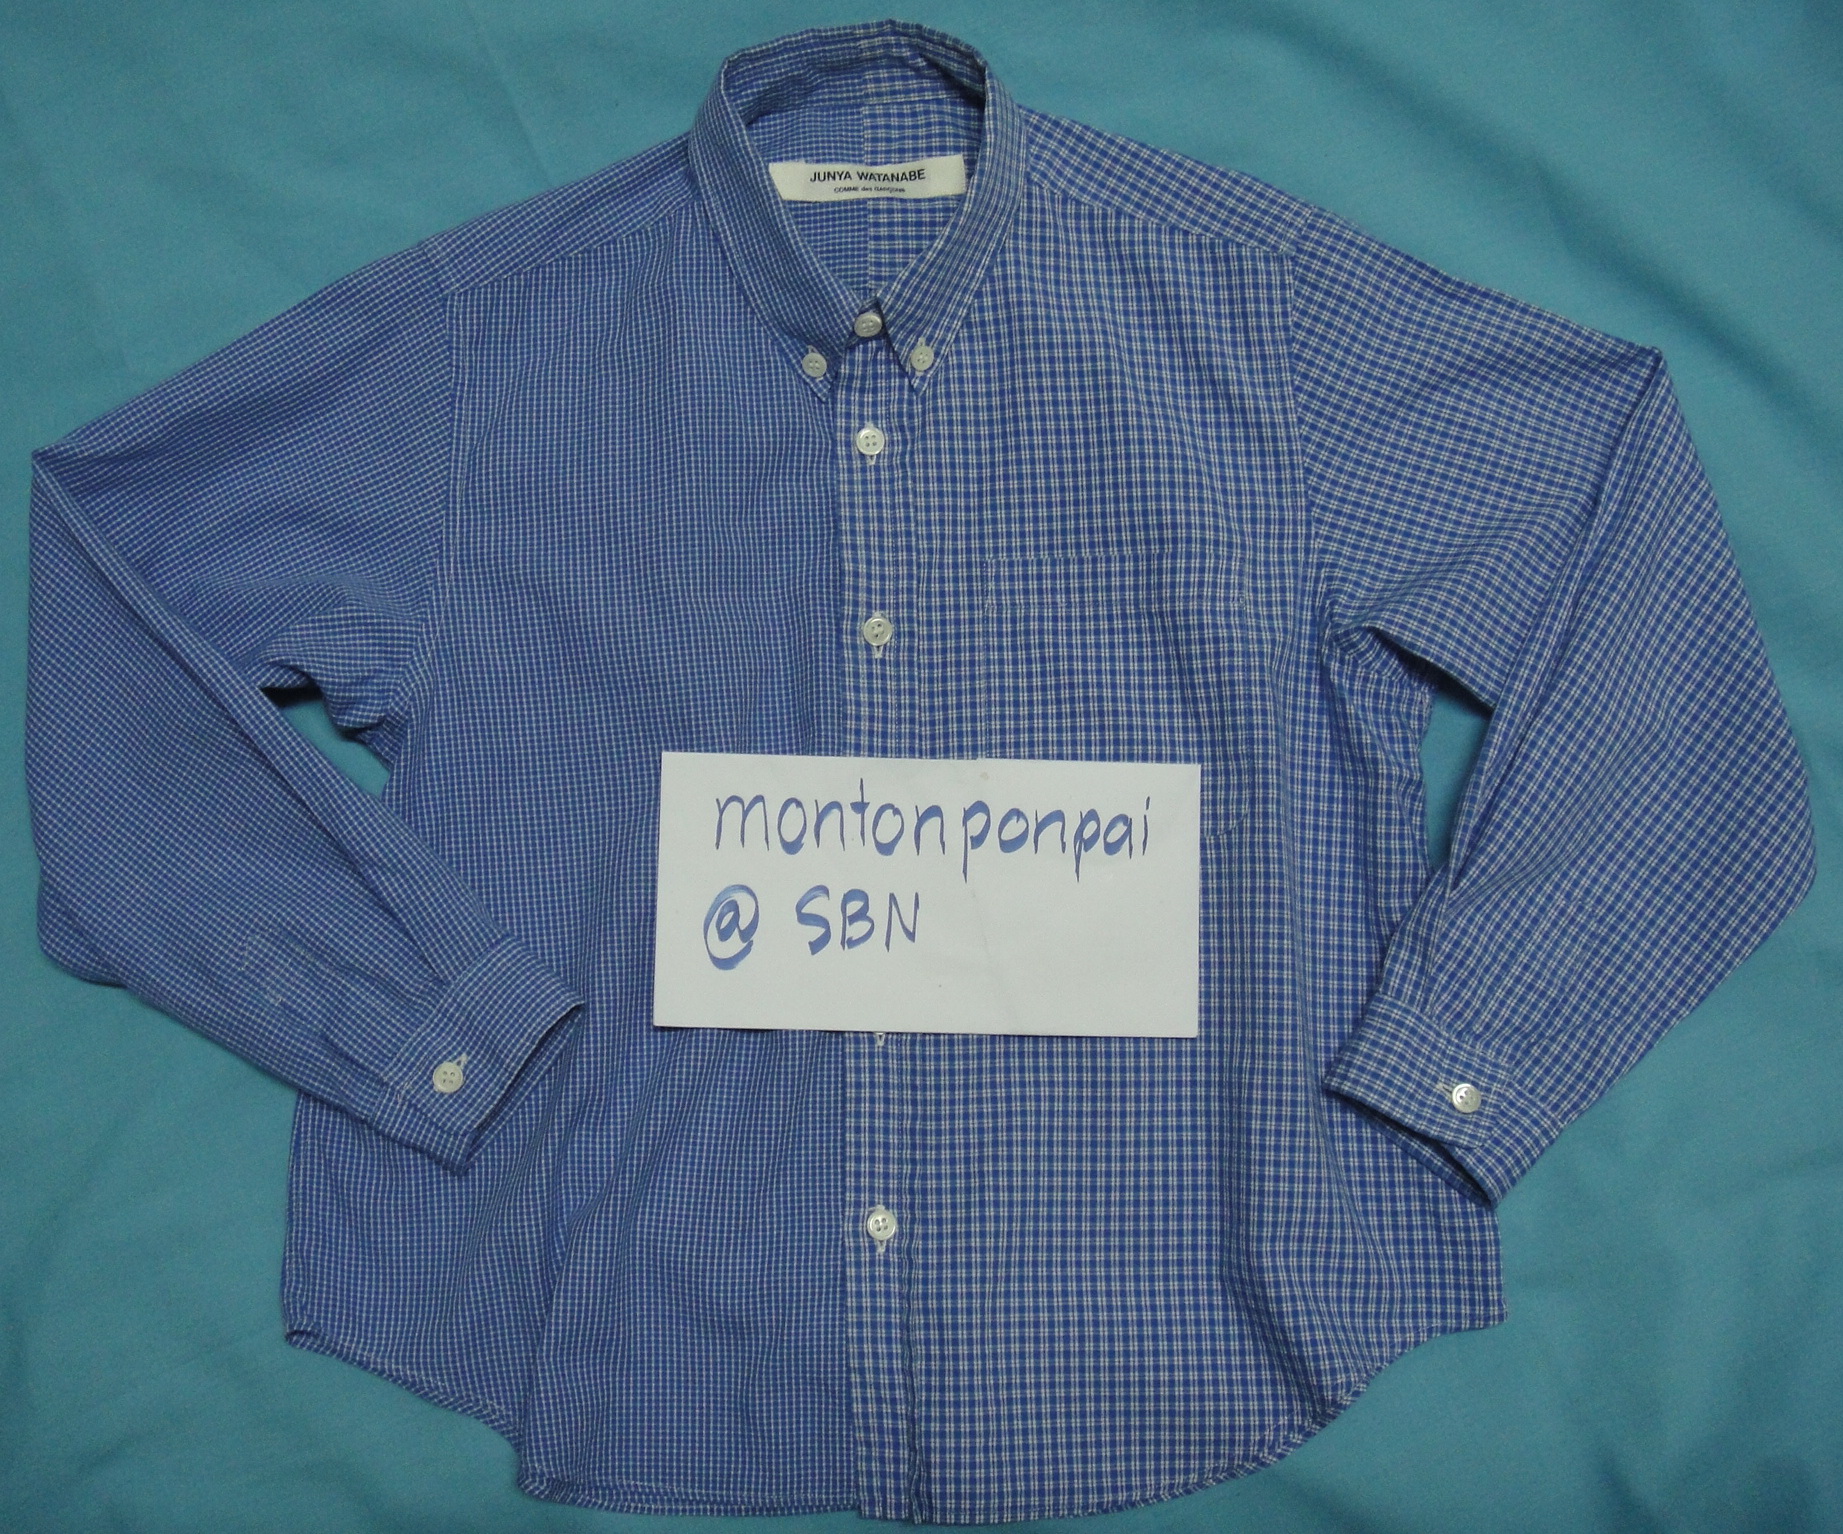 JUNYA WATANABE
COMME des GARÇONS
montonponpai
@ SBN